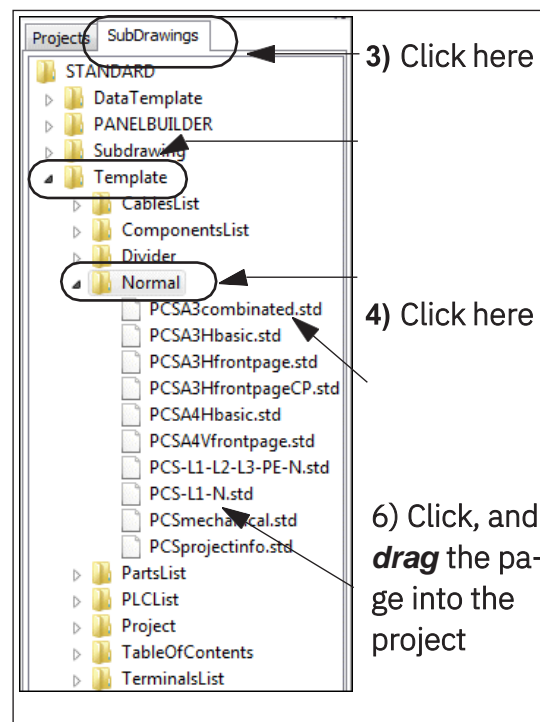 Projects
SubDrawings
3) Click here
STANDARD
DataTemplate
PANELBUILDER
Subdrawing
Template
CablesList
ComponentsList
Divider
Normal
4) Click here
PCSA3combinated.std
PCSA3Hbasic.std
PCSA3Hfrontpage.std
PCSA3HfrontpageCP.std
PCSA4Hbasic.std
PCSA4Vfrontpage.std
PCS-L1-L2-L3-PE-N.std
PCS-L1-N.std
PCSmechanical.std
PCSprojectinfo.std
6) Click, and
drag the pa-
ge into the
project
PartsList
PLCList
Project
TableOfContents
TerminalsList